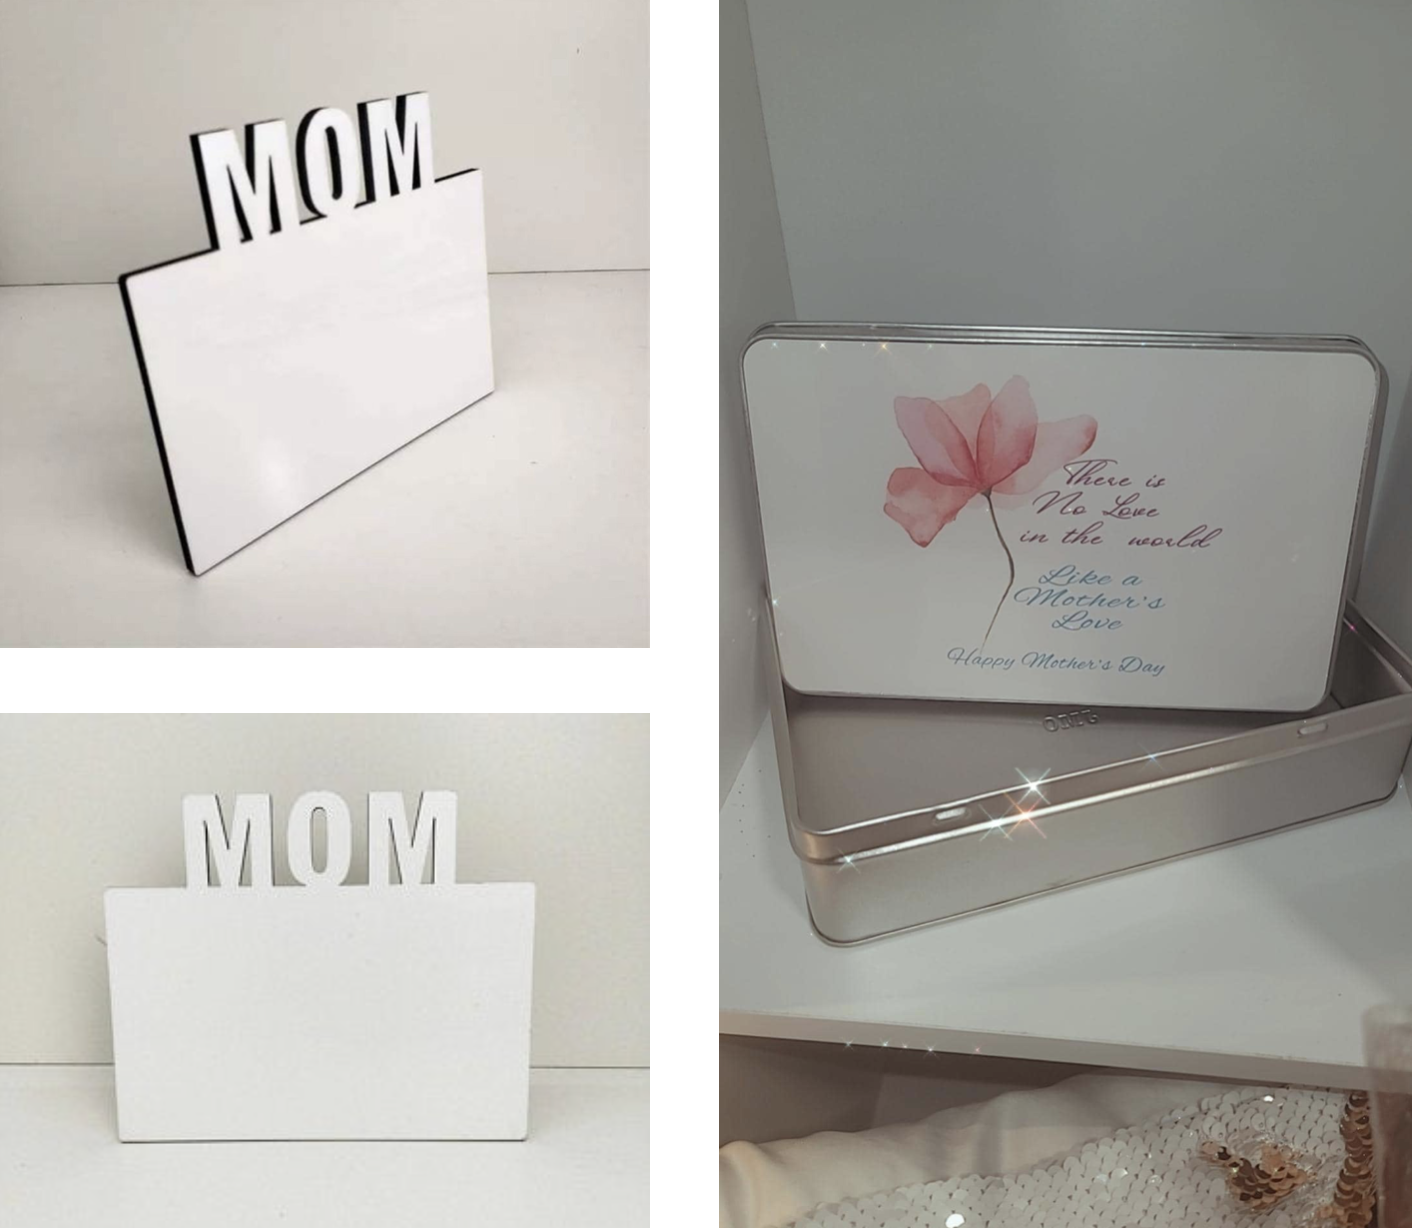 MOM
MOM
There is
No Love
in the world
Like a
Mother's
Love
Happy Mother's Day